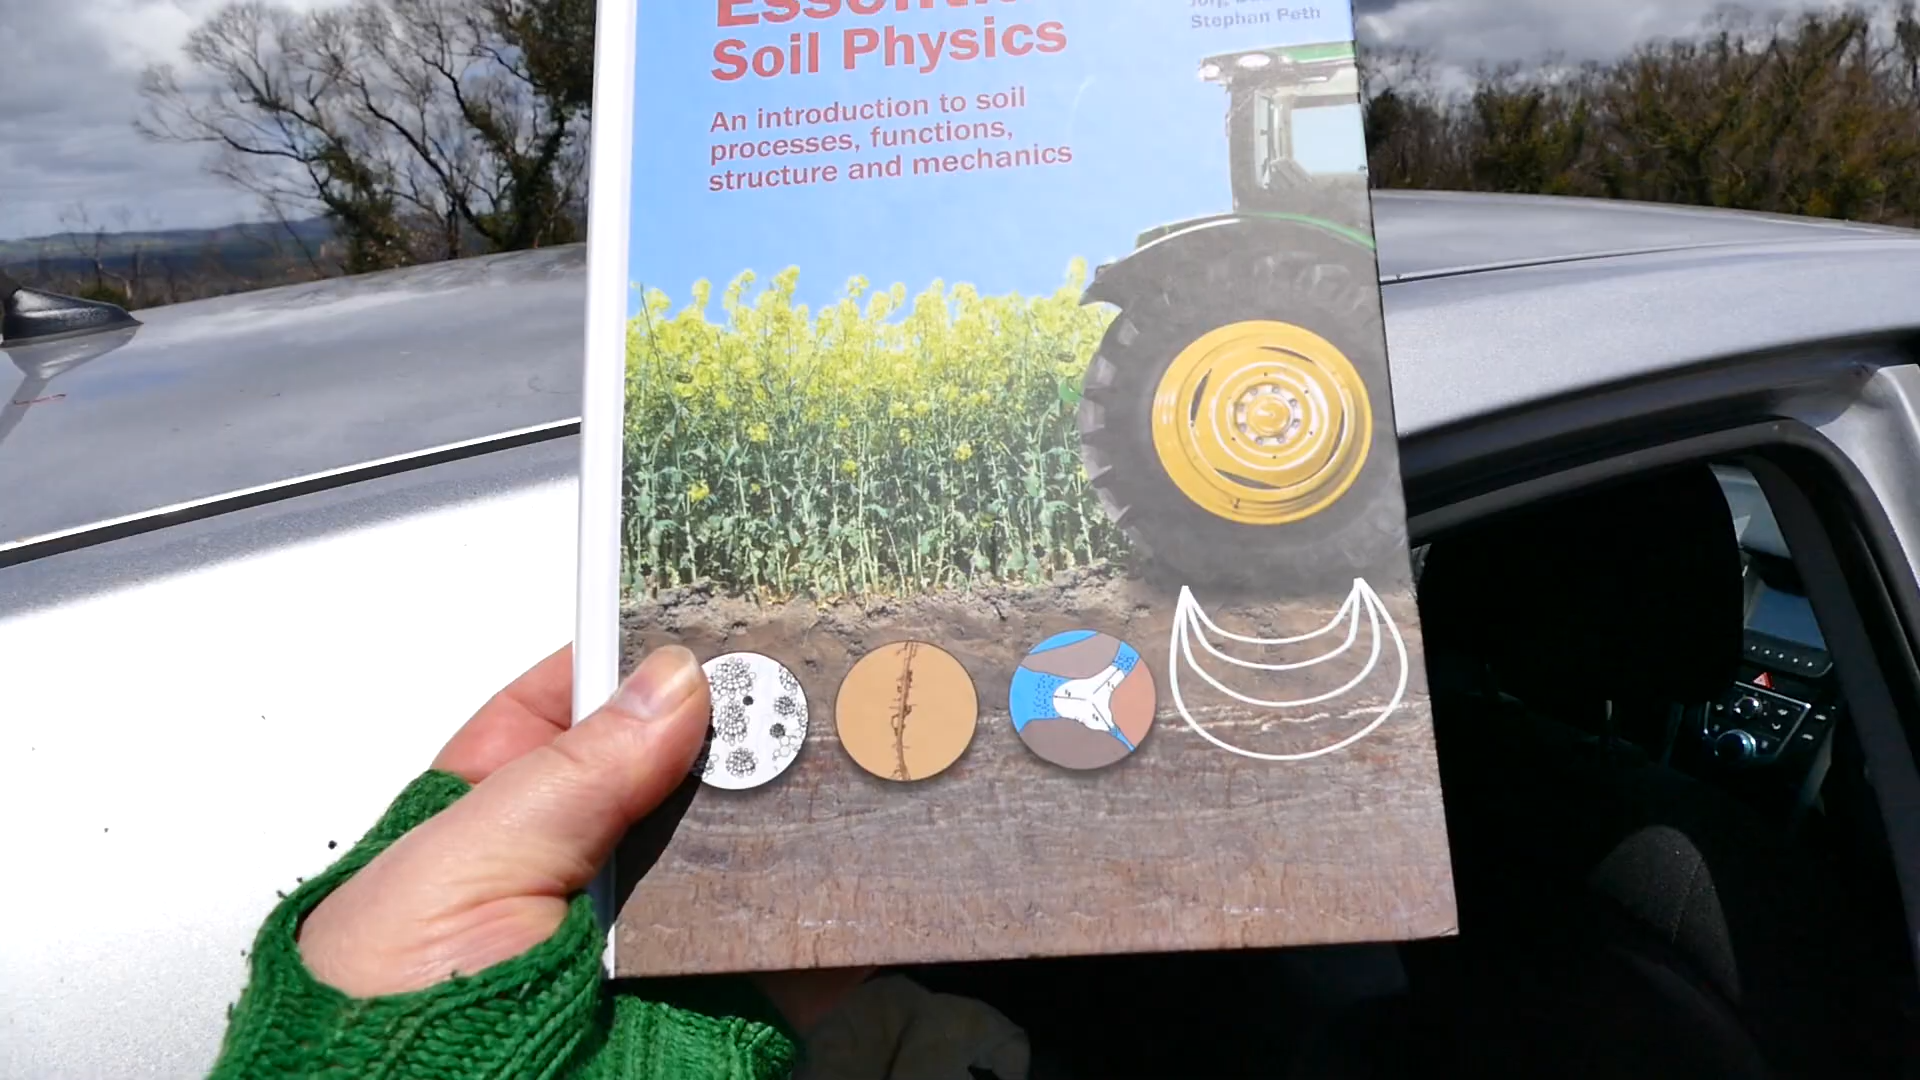 Soil Physics
Stephan Peth
An introduction to soil
processes, functions,
structure and mechanics